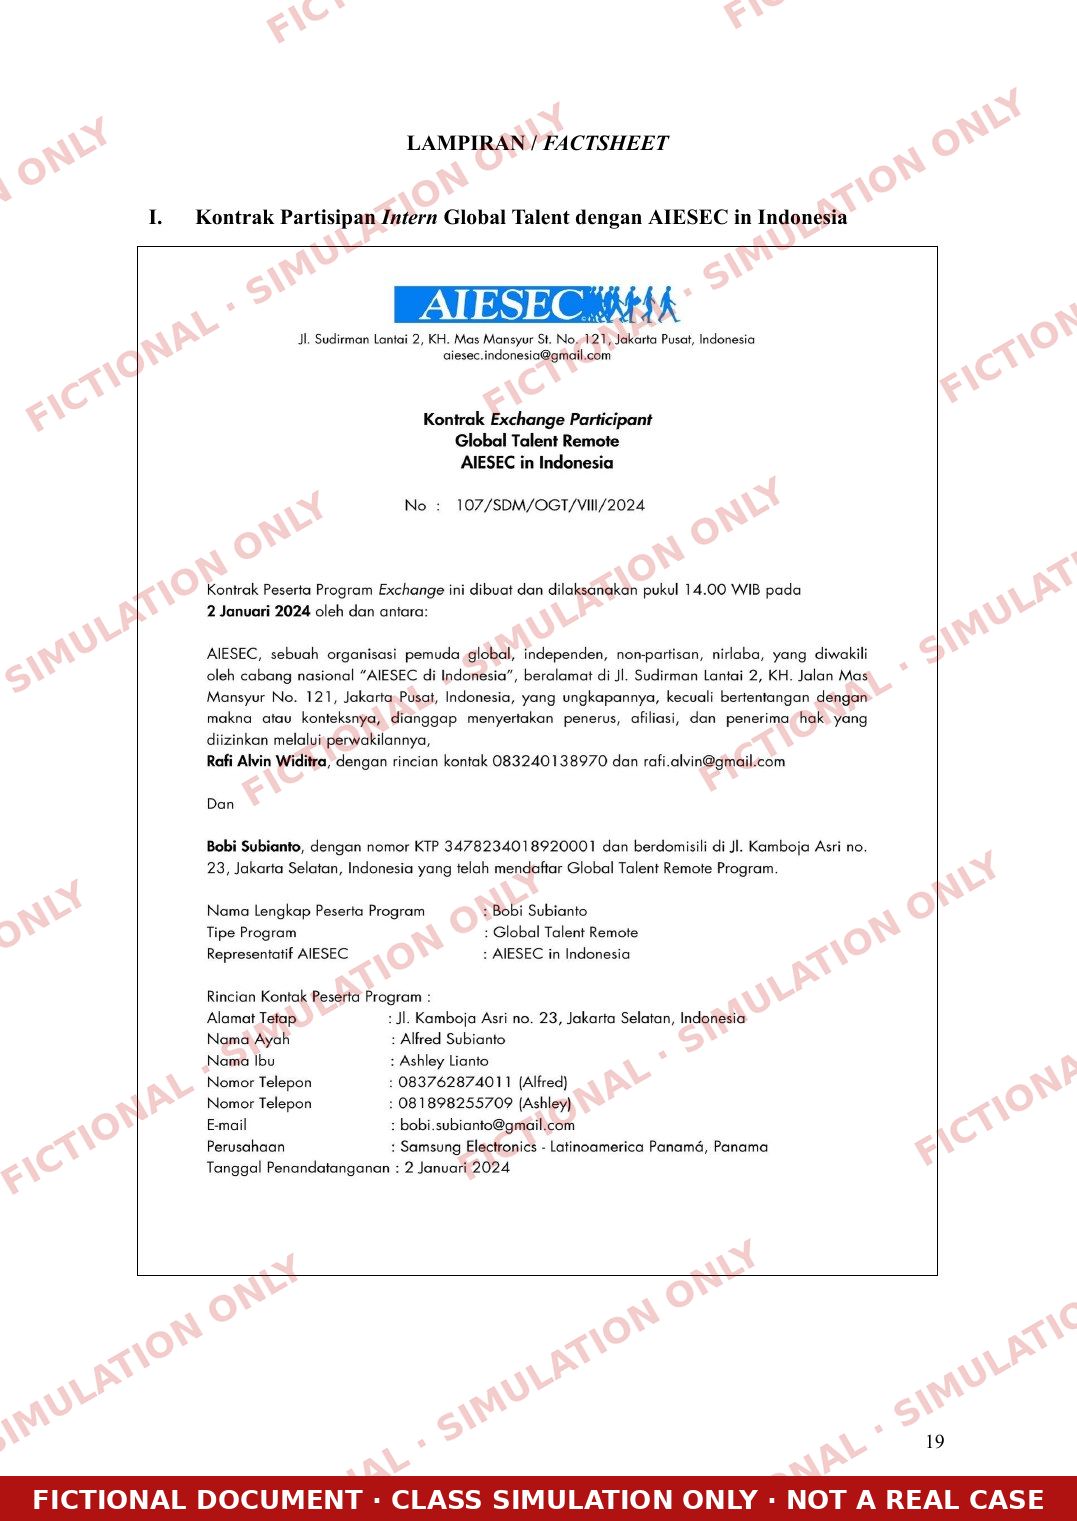 LAMPIRAN / FACTSHEET
I. Kontrak Partisipan Intern Global Talent dengan AIESEC in Indonesia
AIESEC
Jl. Sudirman Lantai 2, KH. Mas Mansyur St. No. 121, Jakarta Pusat, Indonesia
aiesec.indonesia@gmail.com
Kontrak Exchange Participant
Global Talent Remote
AIESEC in Indonesia
No : 107/SDM/OGT/VIII/2024
Kontrak Peserta Program Exchange ini dibuat dan dilaksanakan pukul 14.00 WIB pada
2 Januari 2024 oleh dan antara:
AIESEC, sebuah organisasi pemuda global, independen, non-partisan, nirlaba, yang diwakili
oleh cabang nasional “AIESEC di Indonesia”, beralamat di Jl. Sudirman Lantai 2, KH. Jalan Mas
Mansyur No. 121, Jakarta Pusat, Indonesia, yang ungkapannya, kecuali bertentangan dengan
makna atau konteksnya, dianggap menyertakan penerus, afiliasi, dan penerima hak yang
diizinkan melalui perwakilannya,
Rafi Alvin Widitra, dengan rincian kontak 083240138970 dan rafi.alvin@gmail.com
Dan
Bobi Subianto, dengan nomor KTP 3478234018920001 dan berdomisili di Jl. Kamboja Asri no.
23, Jakarta Selatan, Indonesia yang telah mendaftar Global Talent Remote Program.
Nama Lengkap Peserta Program : Bobi Subianto
Tipe Program : Global Talent Remote
Representatif AIESEC : AIESEC in Indonesia
Rincian Kontak Peserta Program :
Alamat Tetap : Jl. Kamboja Asri no. 23, Jakarta Selatan, Indonesia
Nama Ayah : Alfred Subianto
Nama Ibu : Ashley Lianto
Nomor Telepon : 083762874011 (Alfred)
Nomor Telepon : 081898255709 (Ashley)
E-mail : bobi.subianto@gmail.com
Perusahaan : Samsung Electronics - Latinoamerica Panamá, Panama
Tanggal Penandatanganan : 2 Januari 2024
19
FICTIONAL · SIMULATION ONLY
FICTIONAL DOCUMENT · CLASS SIMULATION ONLY · NOT A REAL CASE